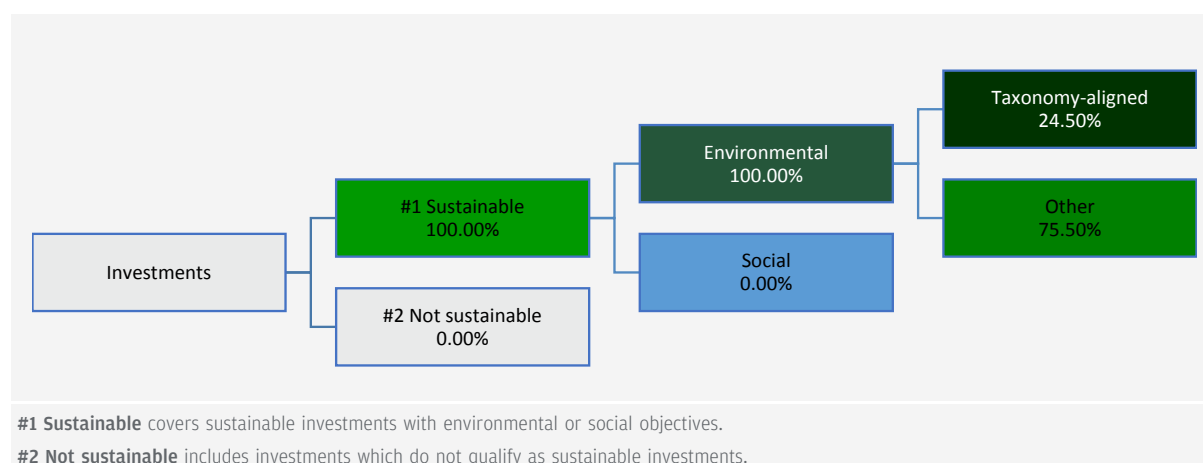 Taxonomy-aligned
24.50%
Environmental
100.00%
#1 Sustainable
100.00%
Other
75.50%
Investments
Social
0.00%
#2 Not sustainable
0.00%
#1 Sustainable covers sustainable investments with environmental or social objectives.
#2 Not sustainable includes investments which do not qualify as sustainable investments.